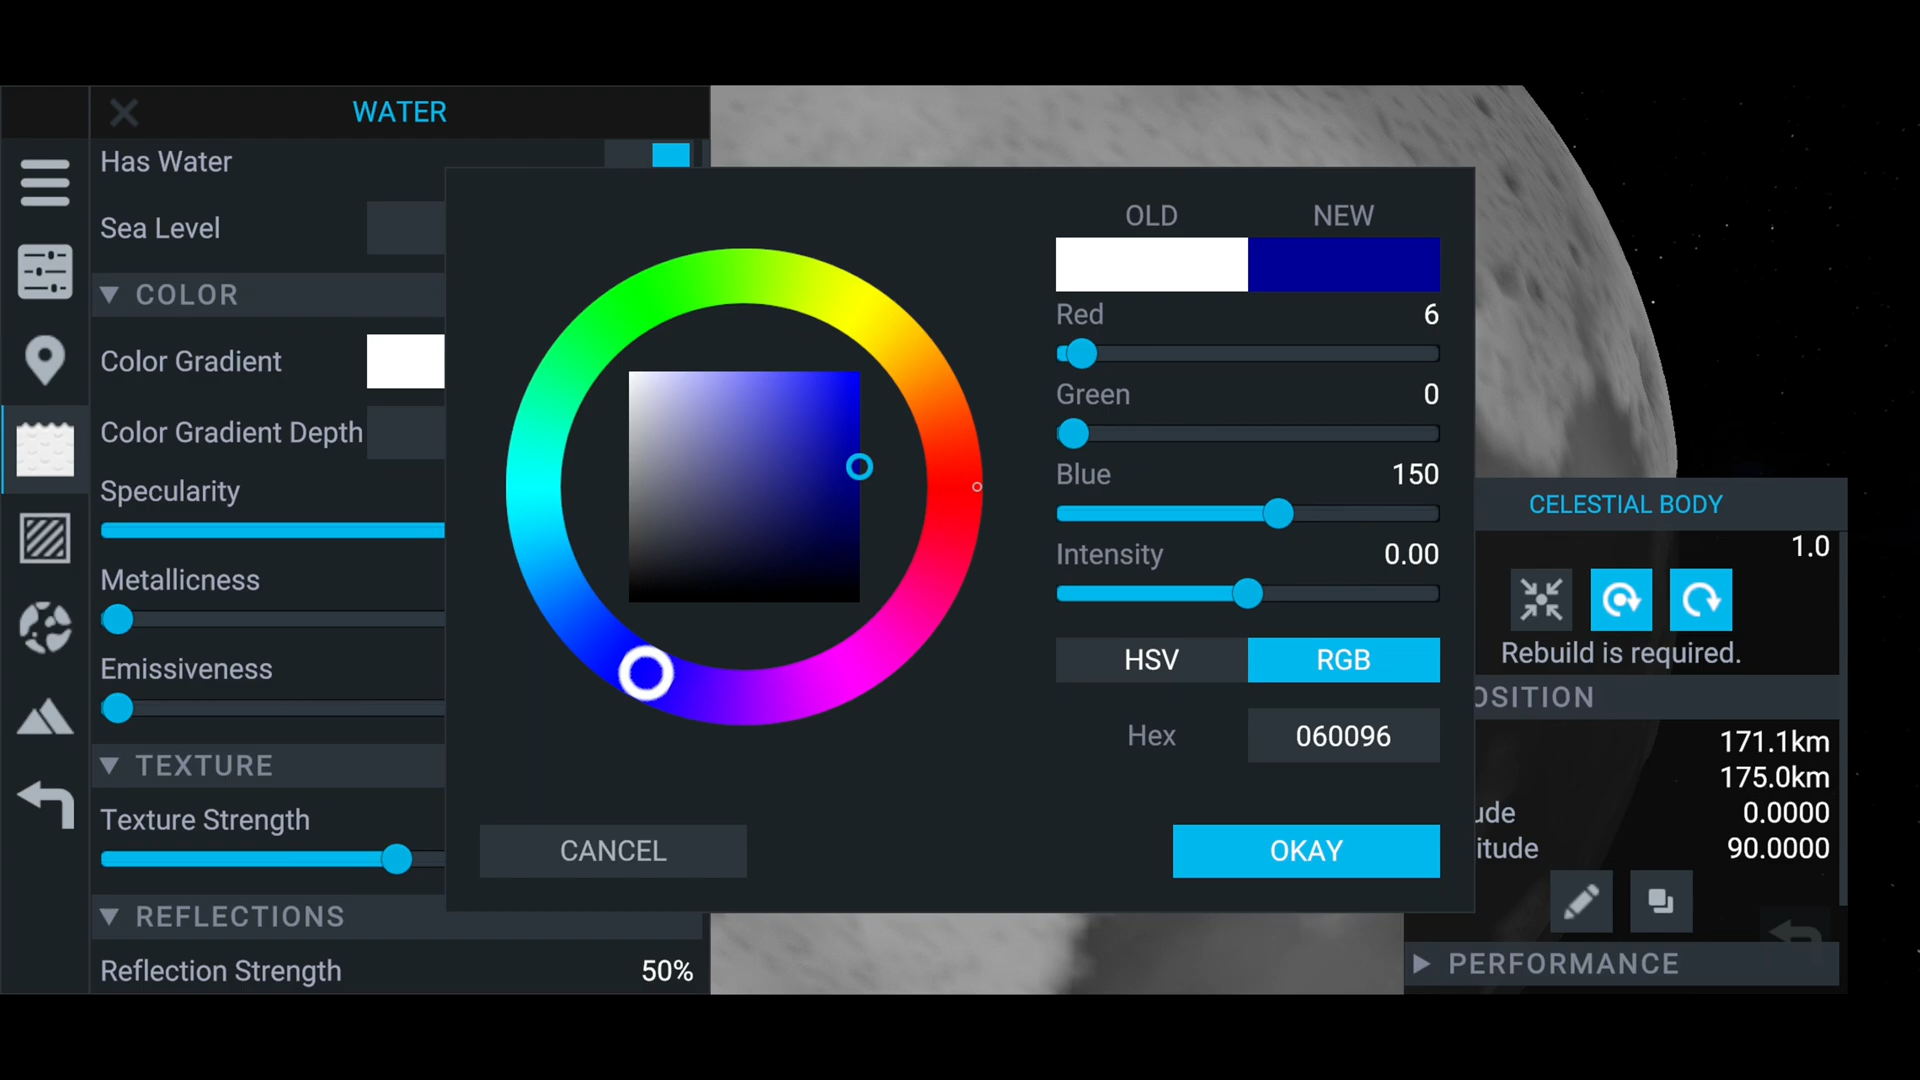 WATER
Has Water
Sea Level
COLOR
Color Gradient
Color Gradient Depth
Specularity
Metallicness
Emissiveness
TEXTURE
Texture Strength
REFLECTIONS
Reflection Strength 50%
OLD NEW
Red 6
Green 0
Blue 150
Intensity 0.00
HSV RGB
Hex 060096
CANCEL OKAY
CELESTIAL BODY
1.0
Rebuild is required.
OSITION
171.1km
175.0km
ude 0.0000
itude 90.0000
PERFORMANCE